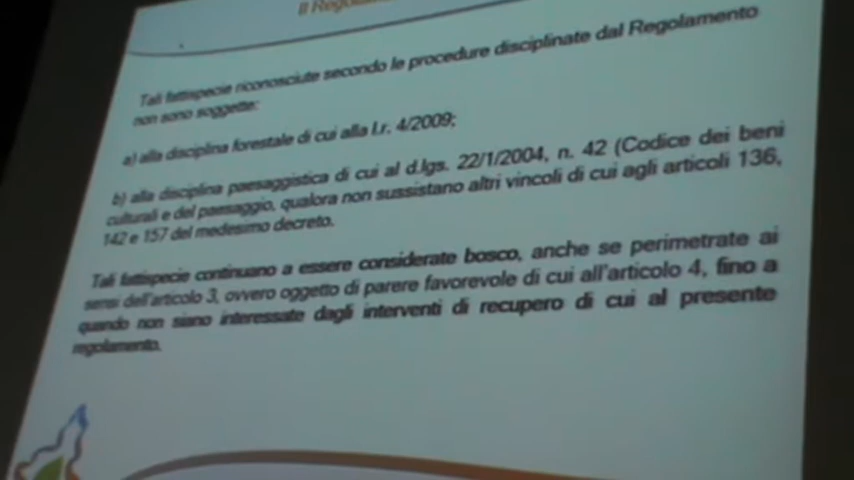 Il Regolamento
Tali fattispecie riconosciute secondo le procedure disciplinate dal Regolamento
non sono soggette:
a) alla disciplina forestale di cui alla l.r. 4/2009;
b) alla disciplina paesaggistica di cui al d.lgs. 22/1/2004, n. 42 (Codice dei beni
culturali e del paesaggio, qualora non sussistano altri vincoli di cui agli articoli 136,
142 e 157 del medesimo decreto.
Tali fattispecie continuano a essere considerate bosco, anche se perimetrate ai
sensi dell'articolo 3, ovvero oggetto di parere favorevole di cui all'articolo 4, fino a
quando non siano interessate dagli interventi di recupero di cui al presente
regolamento.